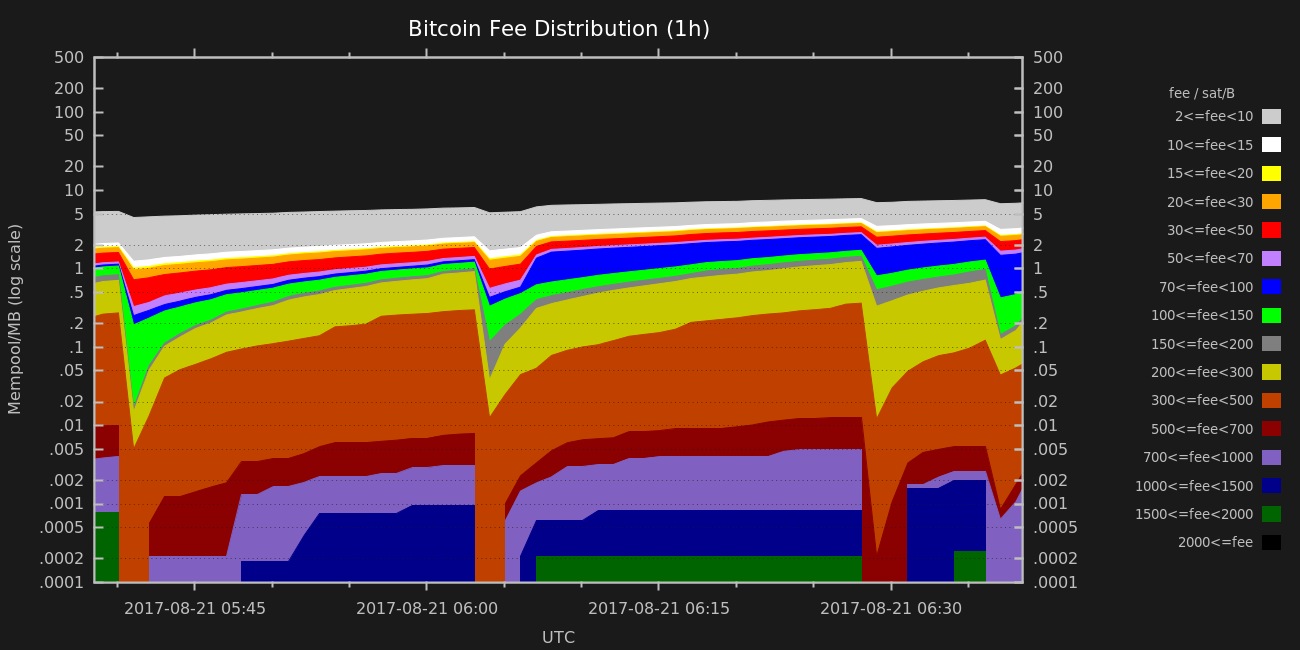 Bitcoin Fee Distribution (1h)
500 500
200 200
100 100
50 50
20 20
10 10
5 5
2 2
1 1
.5 .5
.2 .2
.1 .1
.05 .05
.02 .02
.01 .01
.005 .005
.002 .002
.001 .001
.0005 .0005
.0002 .0002
.0001 .0001
Mempool/MB (log scale)
2017-08-21 05:45 2017-08-21 06:00 2017-08-21 06:15 2017-08-21 06:30
UTC
fee / sat/B
2<=fee<10
10<=fee<15
15<=fee<20
20<=fee<30
30<=fee<50
50<=fee<70
70<=fee<100
100<=fee<150
150<=fee<200
200<=fee<300
300<=fee<500
500<=fee<700
700<=fee<1000
1000<=fee<1500
1500<=fee<2000
2000<=fee